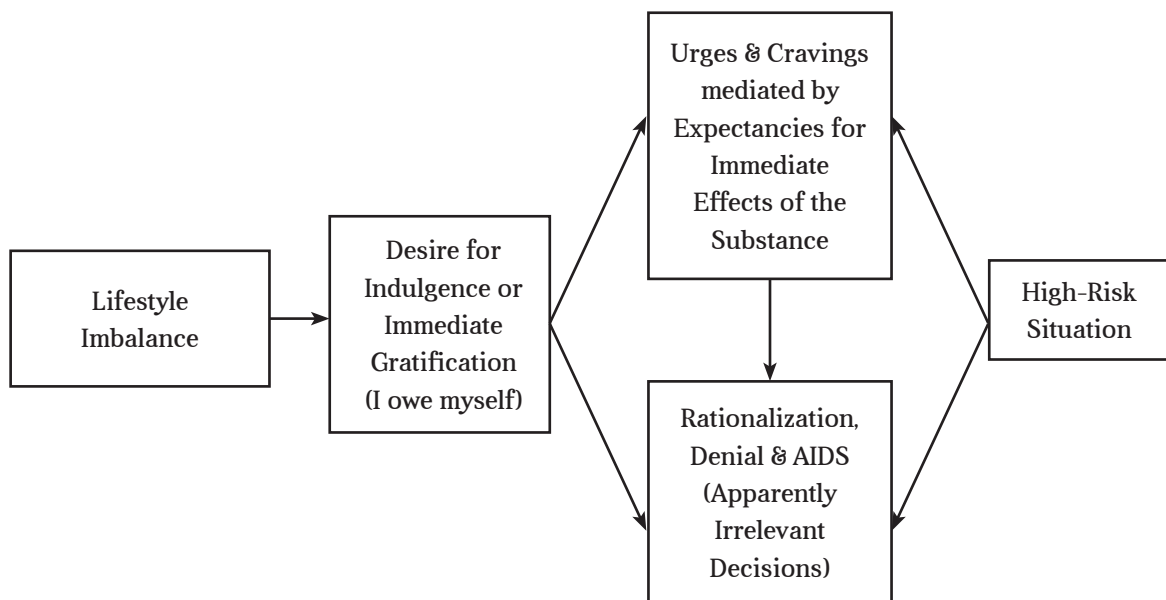 Lifestyle
Imbalance
Desire for
Indulgence or
Immediate
Gratification
(I owe myself)
Urges & Cravings
mediated by
Expectancies for
Immediate
Effects of the
Substance
Rationalization,
Denial & AIDS
(Apparently
Irrelevant
Decisions)
High-Risk
Situation